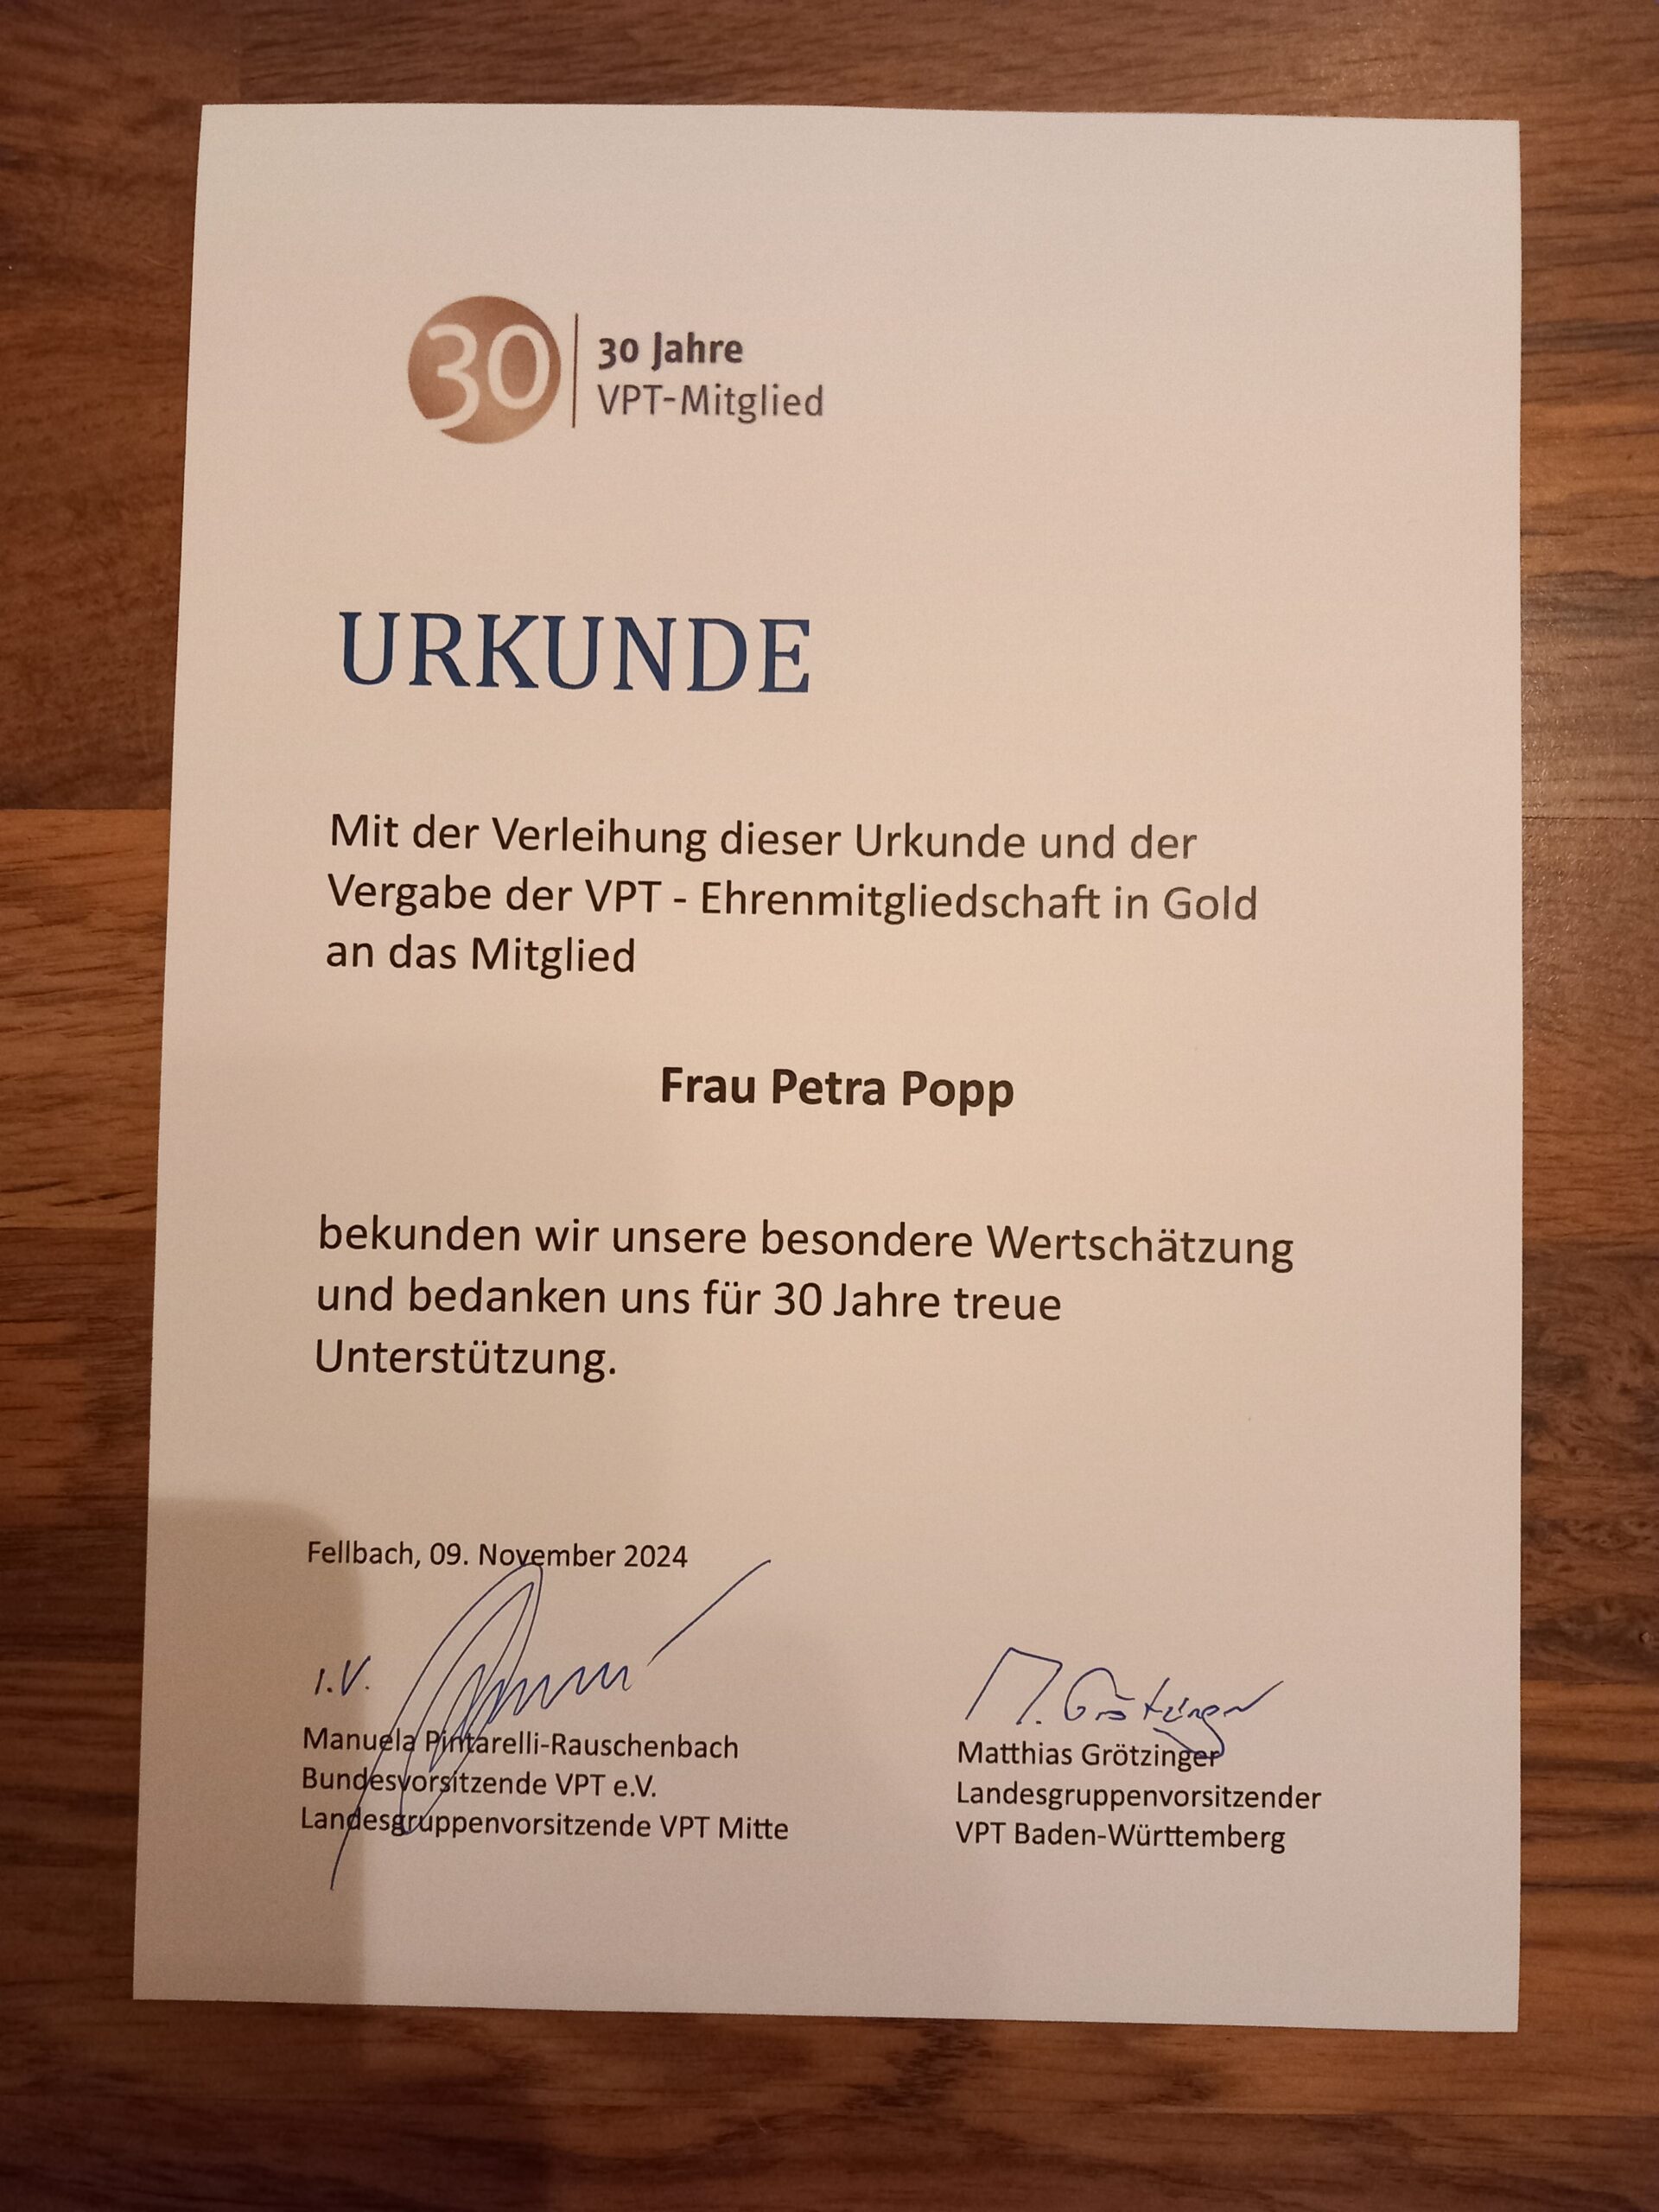 30
30 Jahre
VPT-Mitglied
URKUNDE
Mit der Verleihung dieser Urkunde und der
Vergabe der VPT - Ehrenmitgliedschaft in Gold
an das Mitglied
Frau Petra Popp
bekunden wir unsere besondere Wertschätzung
und bedanken uns für 30 Jahre treue
Unterstützung.
Fellbach, 09. November 2024
I.V.
Manuela Pintarelli-Rauschenbach
Bundesvorsitzende VPT e.V.
Landesgruppenvorsitzende VPT Mitte
M. Grötzinger
Matthias Grötzinger
Landesgruppenvorsitzender
VPT Baden-Württemberg